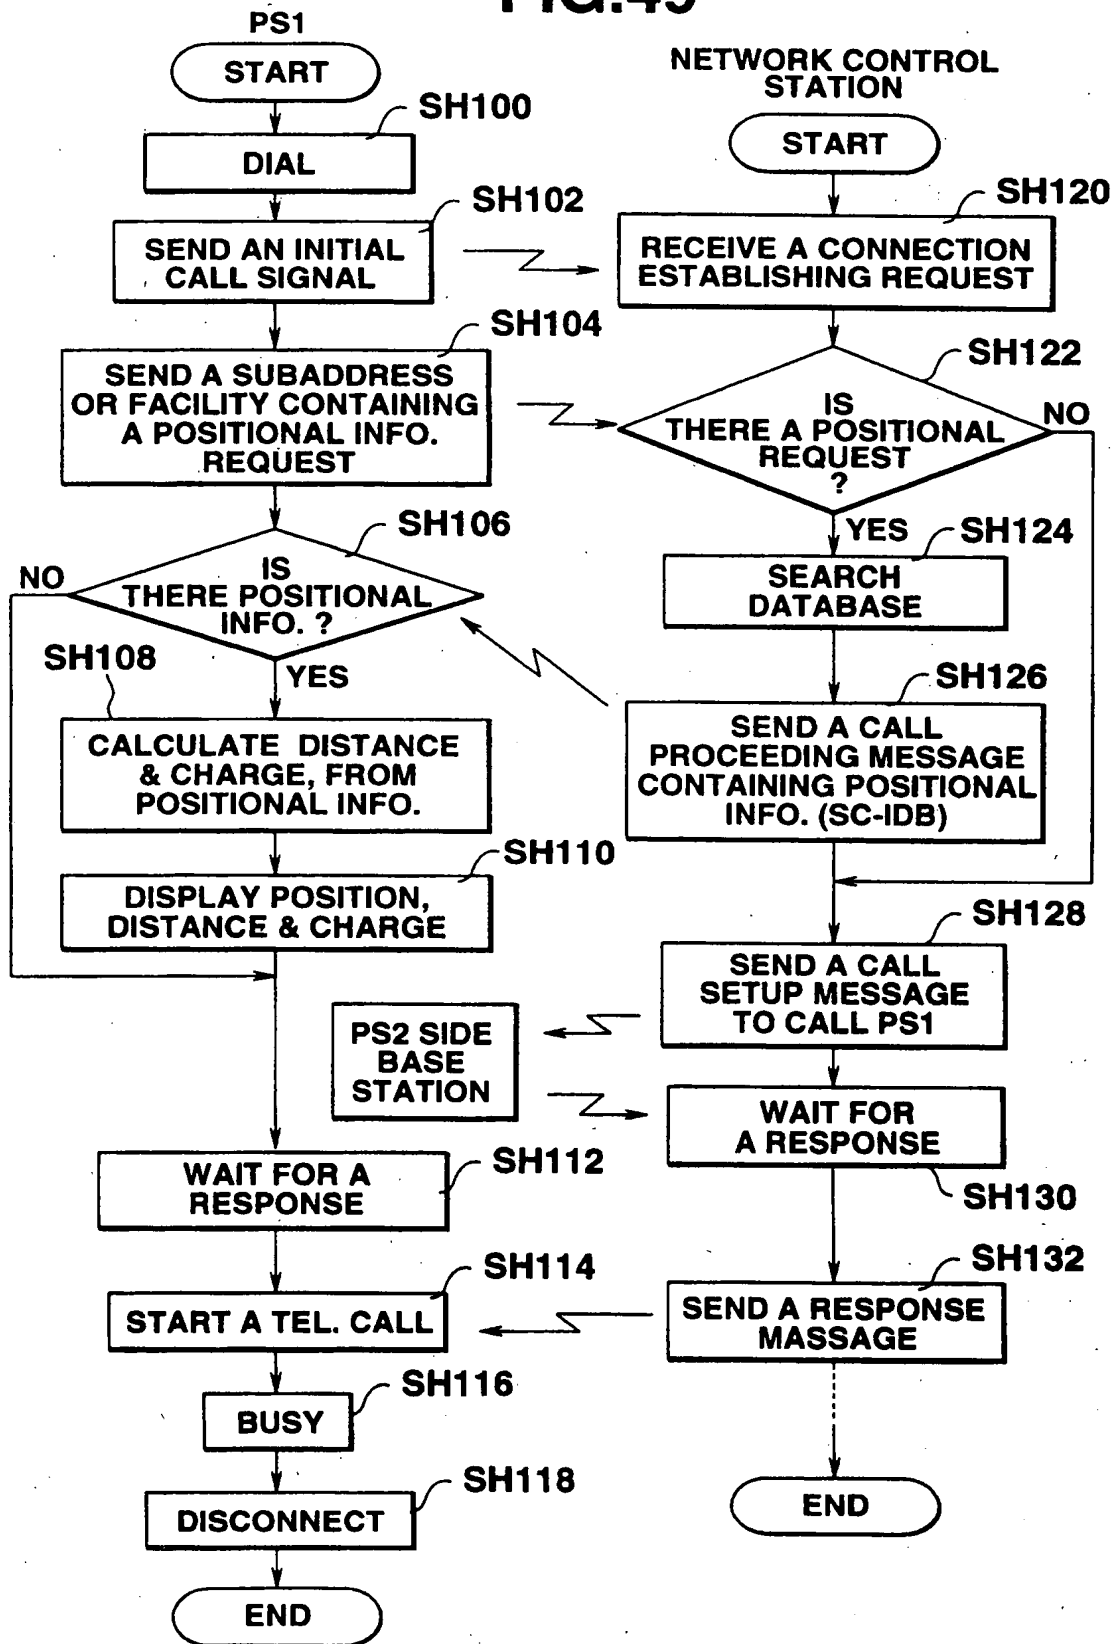 PS1
START
SH100
DIAL
SH102
SEND AN INITIAL
CALL SIGNAL
SH104
SEND A SUBADDRESS
OR FACILITY CONTAINING
A POSITIONAL INFO.
REQUEST
SH106
NO
IS
THERE POSITIONAL
INFO. ?
YES
SH108
CALCULATE DISTANCE
& CHARGE, FROM
POSITIONAL INFO.
SH110
DISPLAY POSITION,
DISTANCE & CHARGE
PS2 SIDE
BASE
STATION
SH112
WAIT FOR A
RESPONSE
SH114
START A TEL. CALL
SH116
BUSY
SH118
DISCONNECT
END
NETWORK CONTROL
STATION
START
SH120
RECEIVE A CONNECTION
ESTABLISHING REQUEST
SH122
IS
THERE A POSITIONAL
REQUEST
?
NO
YES
SH124
SEARCH
DATABASE
SH126
SEND A CALL
PROCEEDING MESSAGE
CONTAINING POSITIONAL
INFO. (SC-IDB)
SH128
SEND A CALL
SETUP MESSAGE
TO CALL PS1
WAIT FOR
A RESPONSE
SH130
SH132
SEND A RESPONSE
MASSAGE
END